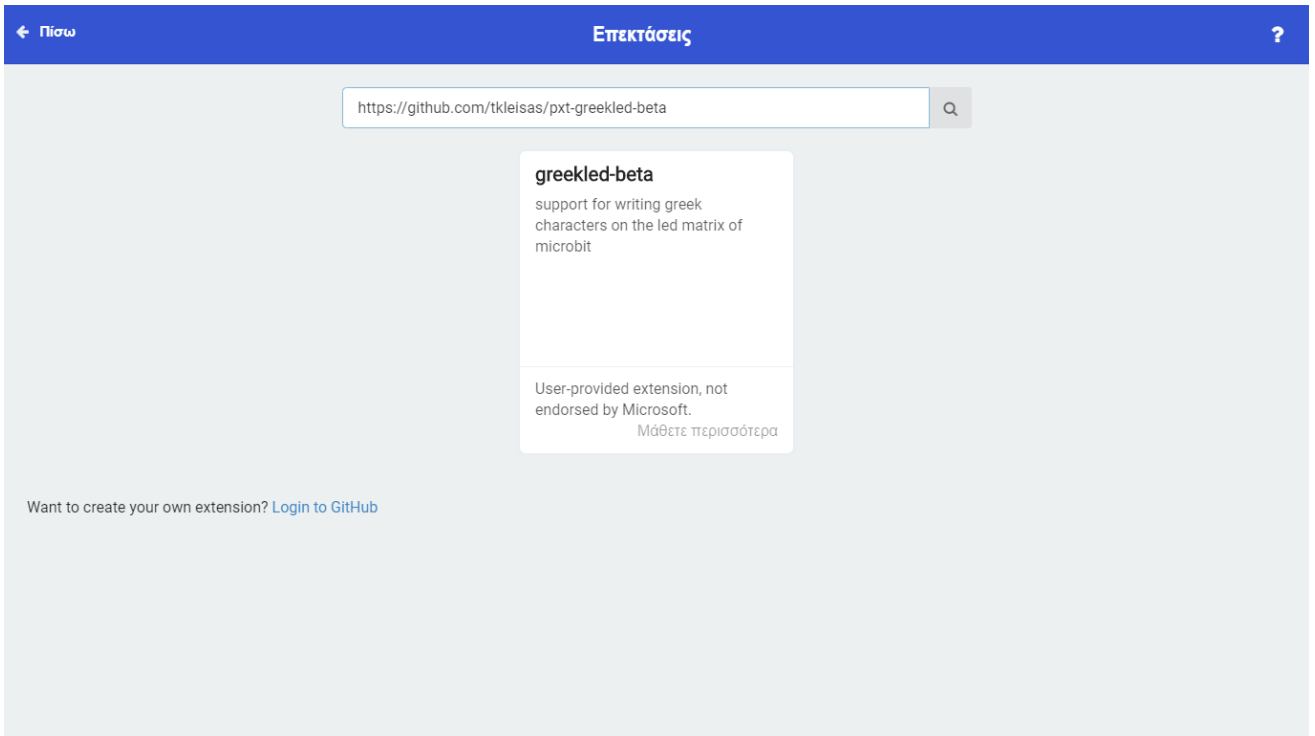 Πίσω
Επεκτάσεις
?
https://github.com/tkleisas/pxt-greekled-beta
greekled-beta
support for writing greek
characters on the led matrix of
microbit
User-provided extension, not
endorsed by Microsoft.
Μάθετε περισσότερα
Want to create your own extension? Login to GitHub